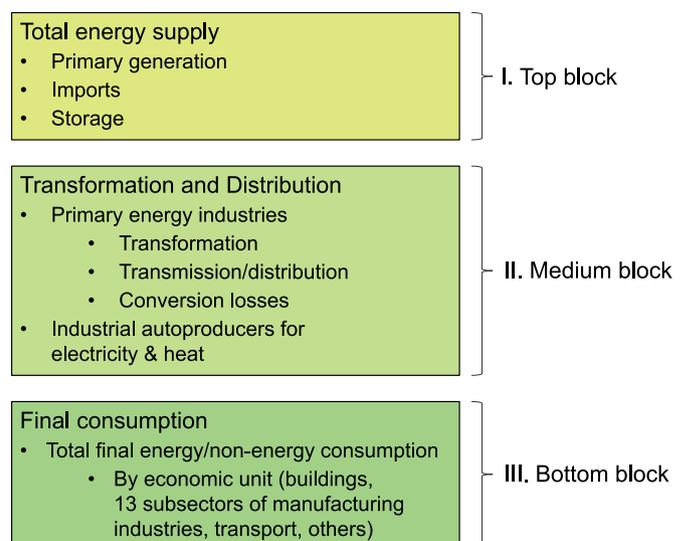 Total energy supply
• Primary generation
• Imports
• Storage
I. Top block
Transformation and Distribution
• Primary energy industries
• Transformation
• Transmission/distribution
• Conversion losses
• Industrial autoproducers for
electricity & heat
II. Medium block
Final consumption
• Total final energy/non-energy consumption
• By economic unit (buildings,
13 subsectors of manufacturing
industries, transport, others)
III. Bottom block